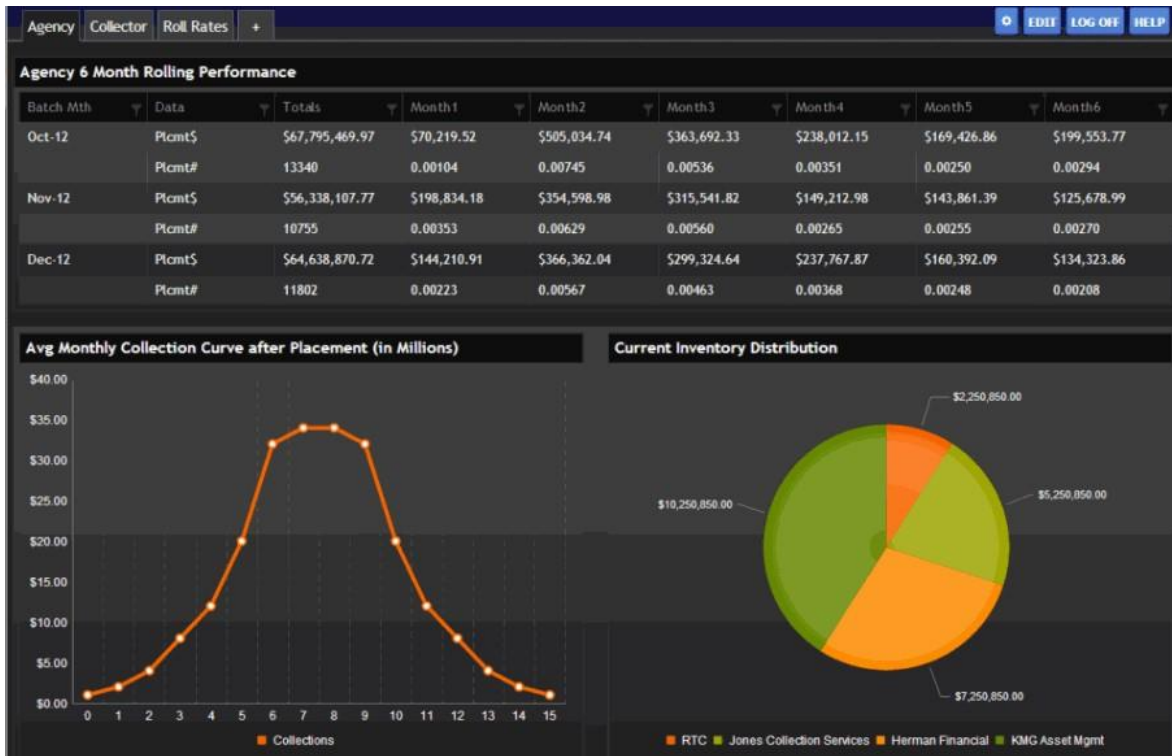 Agency Collector Roll Rates + EDIT LOG OFF HELP
Agency 6 Month Rolling Performance
Batch Mth Data Totals Month1 Month2 Month3 Month4 Month5 Month6
Oct-12 Plcmt$ $67,795,469.97 $70,219.52 $505,034.74 $363,692.33 $238,012.15 $169,426.86 $199,553.77
Plcmt# 13340 0.00104 0.00745 0.00536 0.00351 0.00250 0.00294
Nov-12 Plcmt$ $56,338,107.77 $198,834.18 $354,598.98 $315,541.82 $149,212.98 $143,861.39 $125,678.99
Plcmt# 10755 0.00353 0.00629 0.00560 0.00265 0.00255 0.00270
Dec-12 Plcmt$ $64,638,870.72 $144,210.91 $366,362.04 $299,324.64 $237,767.87 $160,392.09 $134,323.86
Plcmt# 11802 0.00223 0.00567 0.00463 0.00368 0.00248 0.00208
Avg Monthly Collection Curve after Placement (in Millions)
$40.00
$35.00
$30.00
$25.00
$20.00
$15.00
$10.00
$5.00
$0.00
0 1 2 3 4 5 6 7 8 9 10 11 12 13 14 15
Collections
Current Inventory Distribution
$2,250,850.00
$5,250,850.00
$10,250,850.00
$7,250,850.00
RTC Jones Collection Services Herman Financial KMG Asset Mgmt